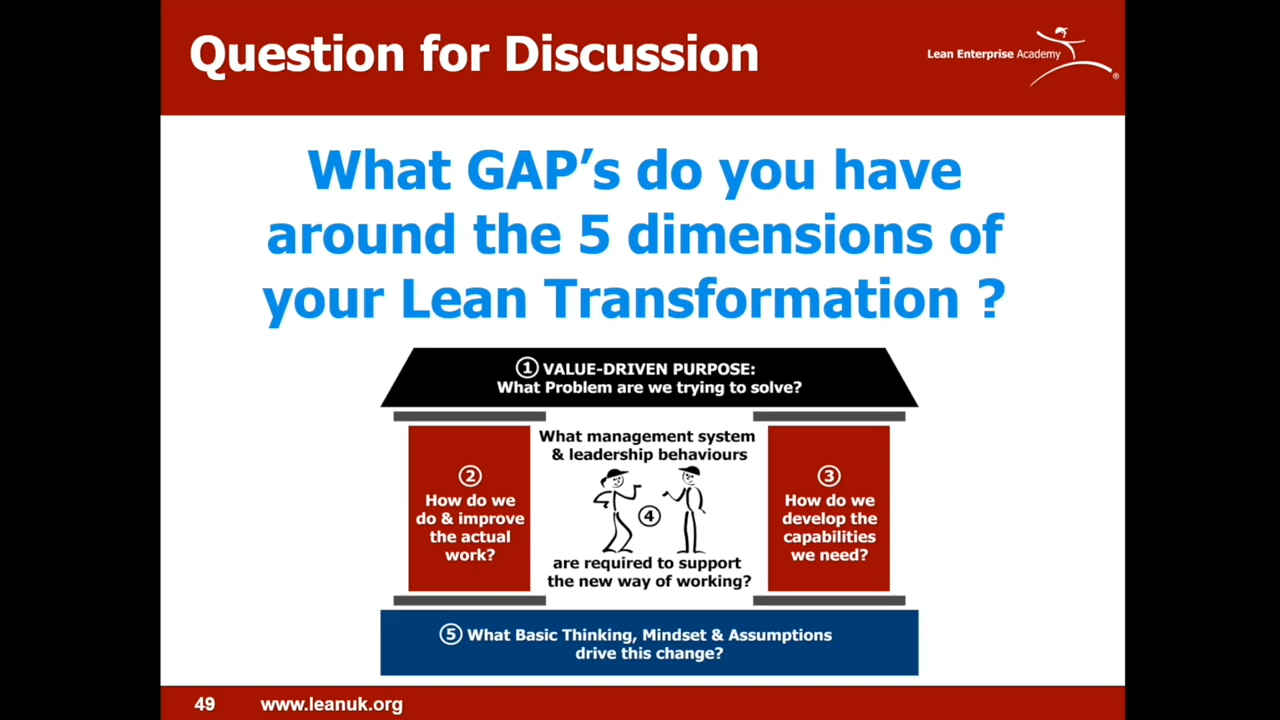 Question for Discussion
Lean Enterprise Academy
®
What GAP’s do you have
around the 5 dimensions of
your Lean Transformation ?
① VALUE-DRIVEN PURPOSE:
What Problem are we trying to solve?
②
How do we
do & improve
the actual
work?
What management system
& leadership behaviours
④
are required to support
the new way of working?
③
How do we
develop the
capabilities
we need?
⑤ What Basic Thinking, Mindset & Assumptions
drive this change?
49 www.leanuk.org